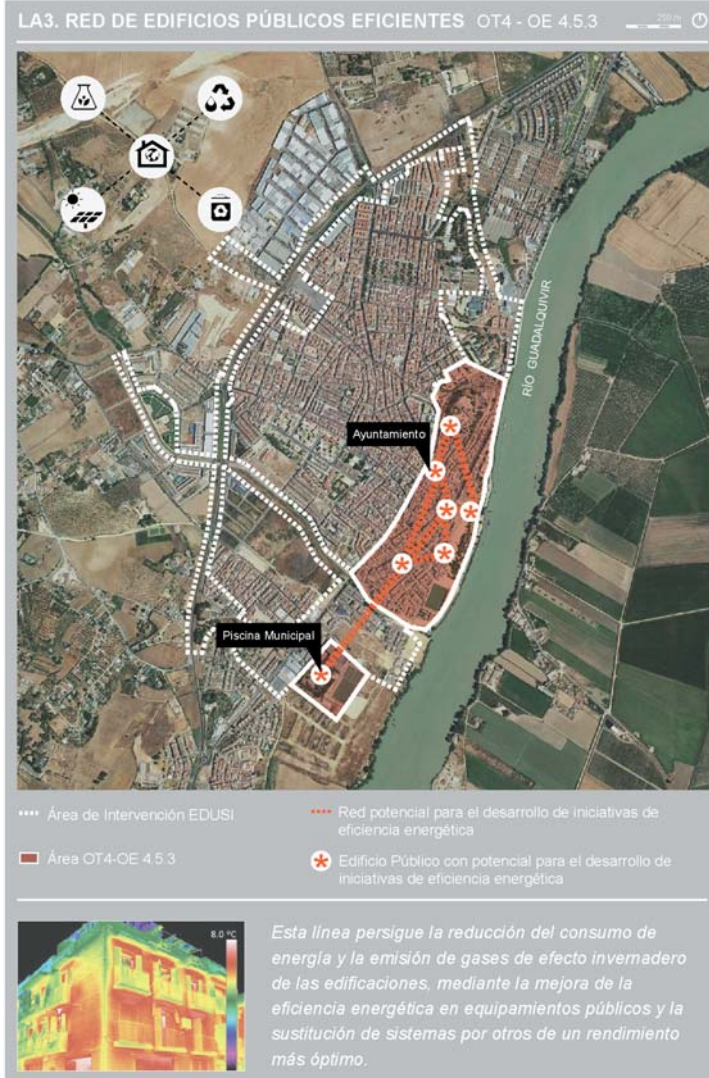 LA3. RED DE EDIFICIOS PÚBLICOS EFICIENTES OT4 - OE 4.5.3
250 m
RÍO GUADALQUIVIR
Ayuntamiento
Piscina Municipal
Área de Intervención EDUSI
Red potencial para el desarrollo de iniciativas de
eficiencia energética
Área OT4-OE 4.5.3
Edificio Público con potencial para el desarrollo de
iniciativas de eficiencia energética
8.0 ºC
Esta línea persigue la reducción del consumo de
energía y la emisión de gases de efecto invernadero
de las edificaciones, mediante la mejora de la
eficiencia energética en equipamientos públicos y la
sustitución de sistemas por otros de un rendimiento
más óptimo.